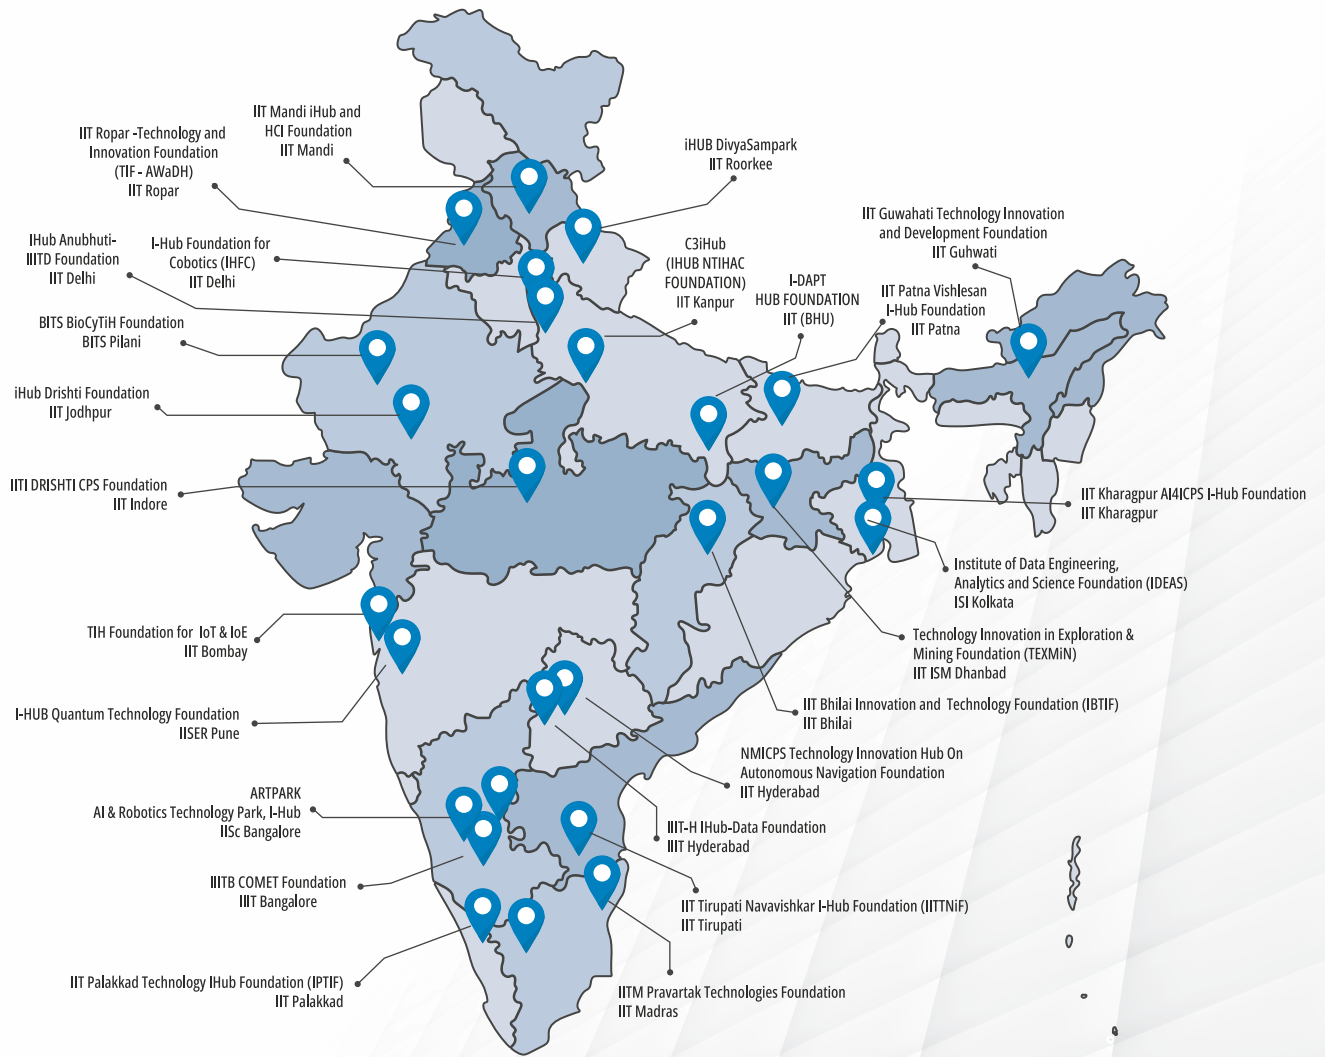 IIT Mandi iHub and
HCI Foundation
IIT Mandi
IIT Ropar -Technology and
Innovation Foundation
(TIF - AWaDH)
IIT Ropar
iHUB DivyaSampark
IIT Roorkee
IIT Guwahati Technology Innovation
and Development Foundation
IIT Guhwati
IHub Anubhuti-
IIITD Foundation
IIT Delhi
I-Hub Foundation for
Cobotics (IHFC)
IIT Delhi
C3iHub
(IHUB NTIHAC
FOUNDATION)
IIT Kanpur
I-DAPT
HUB FOUNDATION
IIT (BHU)
IIT Patna Vishlesan
I-Hub Foundation
IIT Patna
BITS BioCyTiH Foundation
BITS Pilani
iHub Drishti Foundation
IIT Jodhpur
IITI DRISHTI CPS Foundation
IIT Indore
IIT Kharagpur AI4ICPS I-Hub Foundation
IIT Kharagpur
Institute of Data Engineering,
Analytics and Science Foundation (IDEAS)
ISI Kolkata
TIH Foundation for IoT & IoE
IIT Bombay
Technology Innovation in Exploration &
Mining Foundation (TEXMiN)
IIT ISM Dhanbad
I-HUB Quantum Technology Foundation
IISER Pune
IIT Bhilai Innovation and Technology Foundation (IBTIF)
IIT Bhilai
NMICPS Technology Innovation Hub On
Autonomous Navigation Foundation
IIT Hyderabad
ARTPARK
AI & Robotics Technology Park, I-Hub
IISc Bangalore
IIIT-H IHub-Data Foundation
IIIT Hyderabad
IIITB COMET Foundation
IIIT Bangalore
IIT Tirupati Navavishkar I-Hub Foundation (IITTNiF)
IIT Tirupati
IIT Palakkad Technology IHub Foundation (IPTIF)
IIT Palakkad
IITM Pravartak Technologies Foundation
IIT Madras